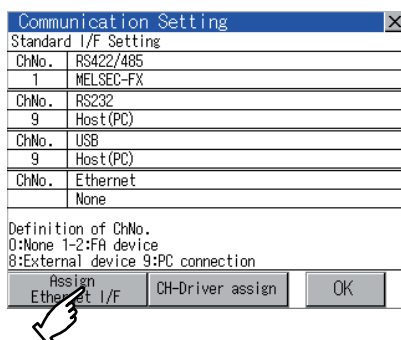 Communication Setting
Standard I/F Setting
ChNo. RS422/485
1 MELSEC-FX
ChNo. RS232
9 Host(PC)
ChNo. USB
9 Host(PC)
ChNo. Ethernet
None
Definition of ChNo.
0:None 1-2:FA device
8:External device 9:PC connection
Assign
Ethernet I/F
CH-Driver assign
OK